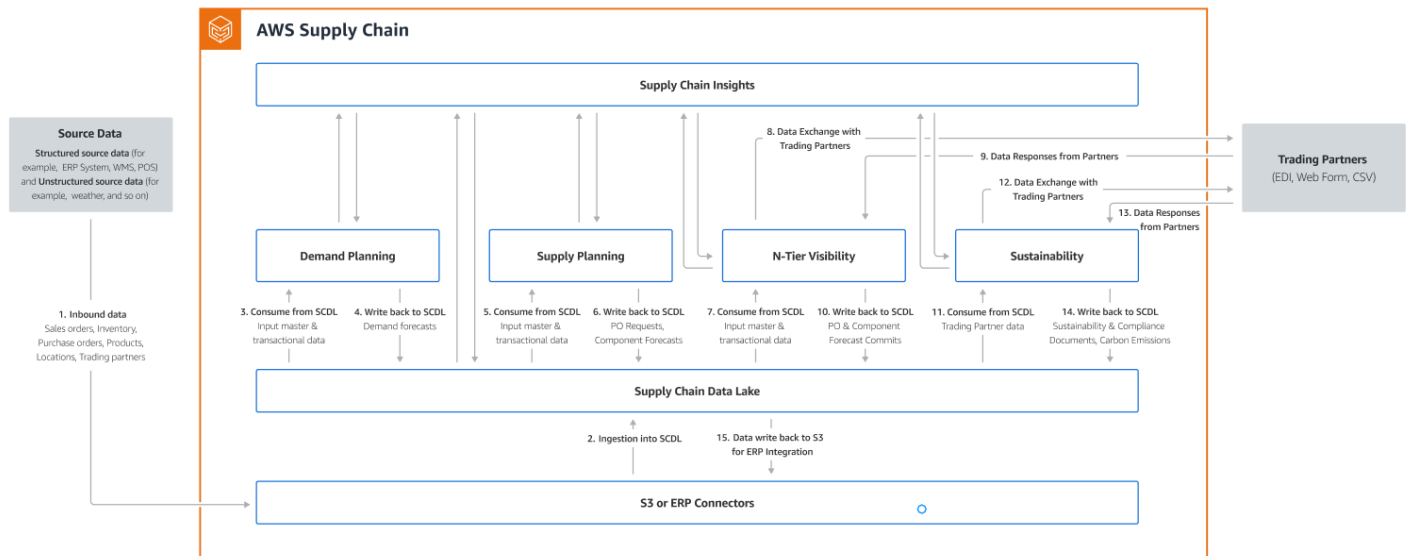 AWS Supply Chain
Supply Chain Insights
Source Data
Structured source data (for
example, ERP System, WMS, POS)
and Unstructured source data (for
example, weather, and so on)
8. Data Exchange with
Trading Partners
9. Data Responses from Partners
12. Data Exchange with
Trading Partners
13. Data Responses
from Partners
Trading Partners
(EDI, Web Form, CSV)
Demand Planning
Supply Planning
N-Tier Visibility
Sustainability
1. Inbound data
Sales orders, Inventory,
Purchase orders, Products,
Locations, Trading partners
3. Consume from SCDL
Input master &
transactional data
4. Write back to SCDL
Demand forecasts
5. Consume from SCDL
Input master &
transactional data
6. Write back to SCDL
PO Requests,
Component Forecasts
7. Consume from SCDL
Input master &
transactional data
10. Write back to SCDL
PO & Component
Forecast Commits
11. Consume from SCDL
Trading Partner data
14. Write back to SCDL
Sustainability & Compliance
Documents, Carbon Emissions
Supply Chain Data Lake
2. Ingestion into SCDL
15. Data write back to S3
for ERP Integration
S3 or ERP Connectors